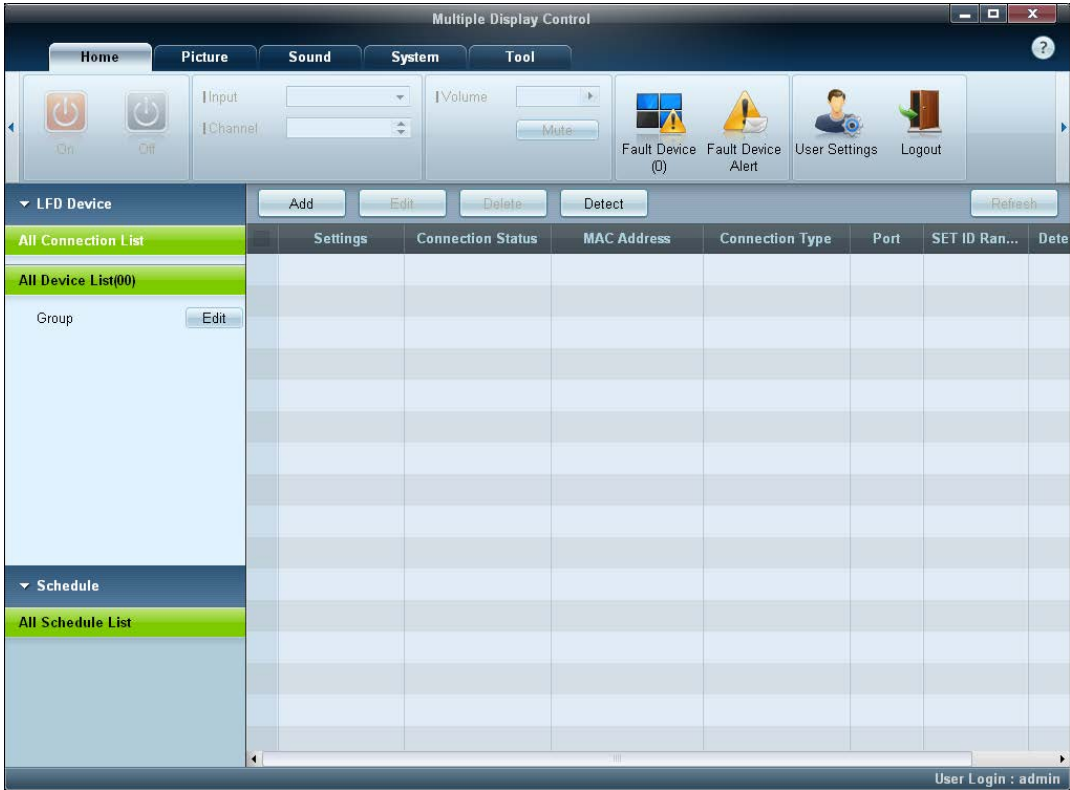 Multiple Display Control
Home Picture Sound System Tool
Input
Channel
On Off
Volume
Mute
Fault Device
(0)
Fault Device
Alert
User Settings
Logout
LFD Device
Add Edit Delete Detect Refresh
All Connection List
Settings Connection Status MAC Address Connection Type Port SET ID Ran... Dete
All Device List(00)
Group Edit
Schedule
All Schedule List
User Login : admin